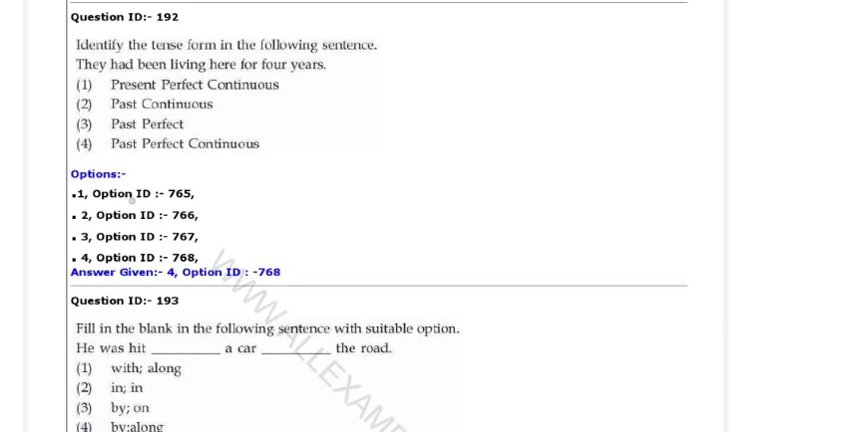 Question ID:- 192
Identify the tense form in the following sentence.
They had been living here for four years.
(1) Present Perfect Continuous
(2) Past Continuous
(3) Past Perfect
(4) Past Perfect Continuous
Options:-
1, Option ID :- 765,
2, Option ID :- 766,
3, Option ID :- 767,
4, Option ID :- 768,
Answer Given:- 4, Option ID : -768
Question ID:- 193
Fill in the blank in the following sentence with suitable option.
He was hit __________ a car __________ the road.
(1) with; along
(2) in; in
(3) by; on
(4) by;along
WWW.ALLEXAM